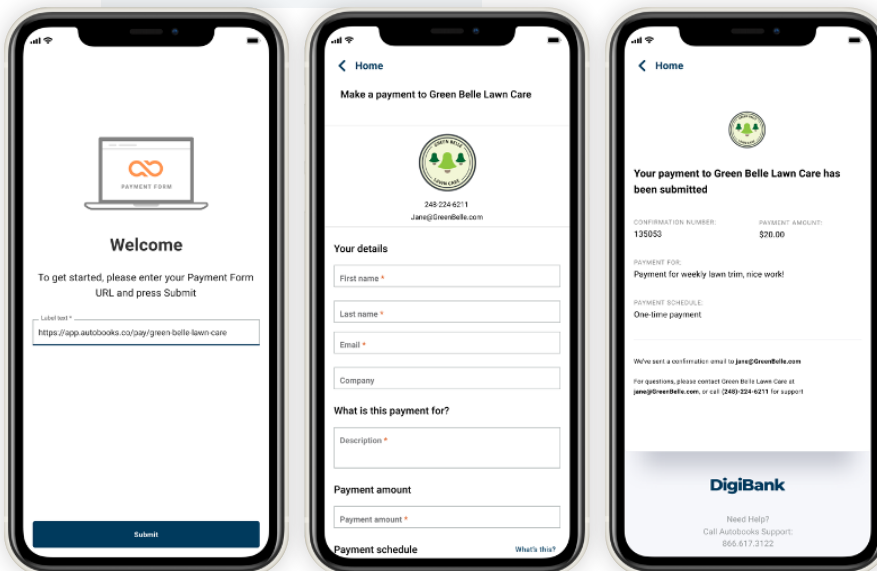 PAYMENT FORM
Welcome
To get started, please enter your Payment Form
URL and press Submit
Label text *
https://app.autobooks.co/pay/green-belle-lawn-care
Submit
Home
Make a payment to Green Belle Lawn Care
GREEN BELLE
LAWN CARE
248-224-6211
Jane@GreenBelle.com
Your details
First name *
Last name *
Email *
Company
What is this payment for?
Description *
Payment amount
Payment amount *
Payment schedule What's this?
Home
Your payment to Green Belle Lawn Care has
been submitted
CONFIRMATION NUMBER: PAYMENT AMOUNT:
135053 $20.00
PAYMENT FOR:
Payment for weekly lawn trim, nice work!
PAYMENT SCHEDULE:
One-time payment
We've sent a confirmation email to jane@GreenBelle.com
For questions, please contact Green Belle Lawn Care at
jane@GreenBelle.com, or call (248)-224-6211 for support
DigiBank
Need Help?
Call Autobooks Support:
866.617.3122